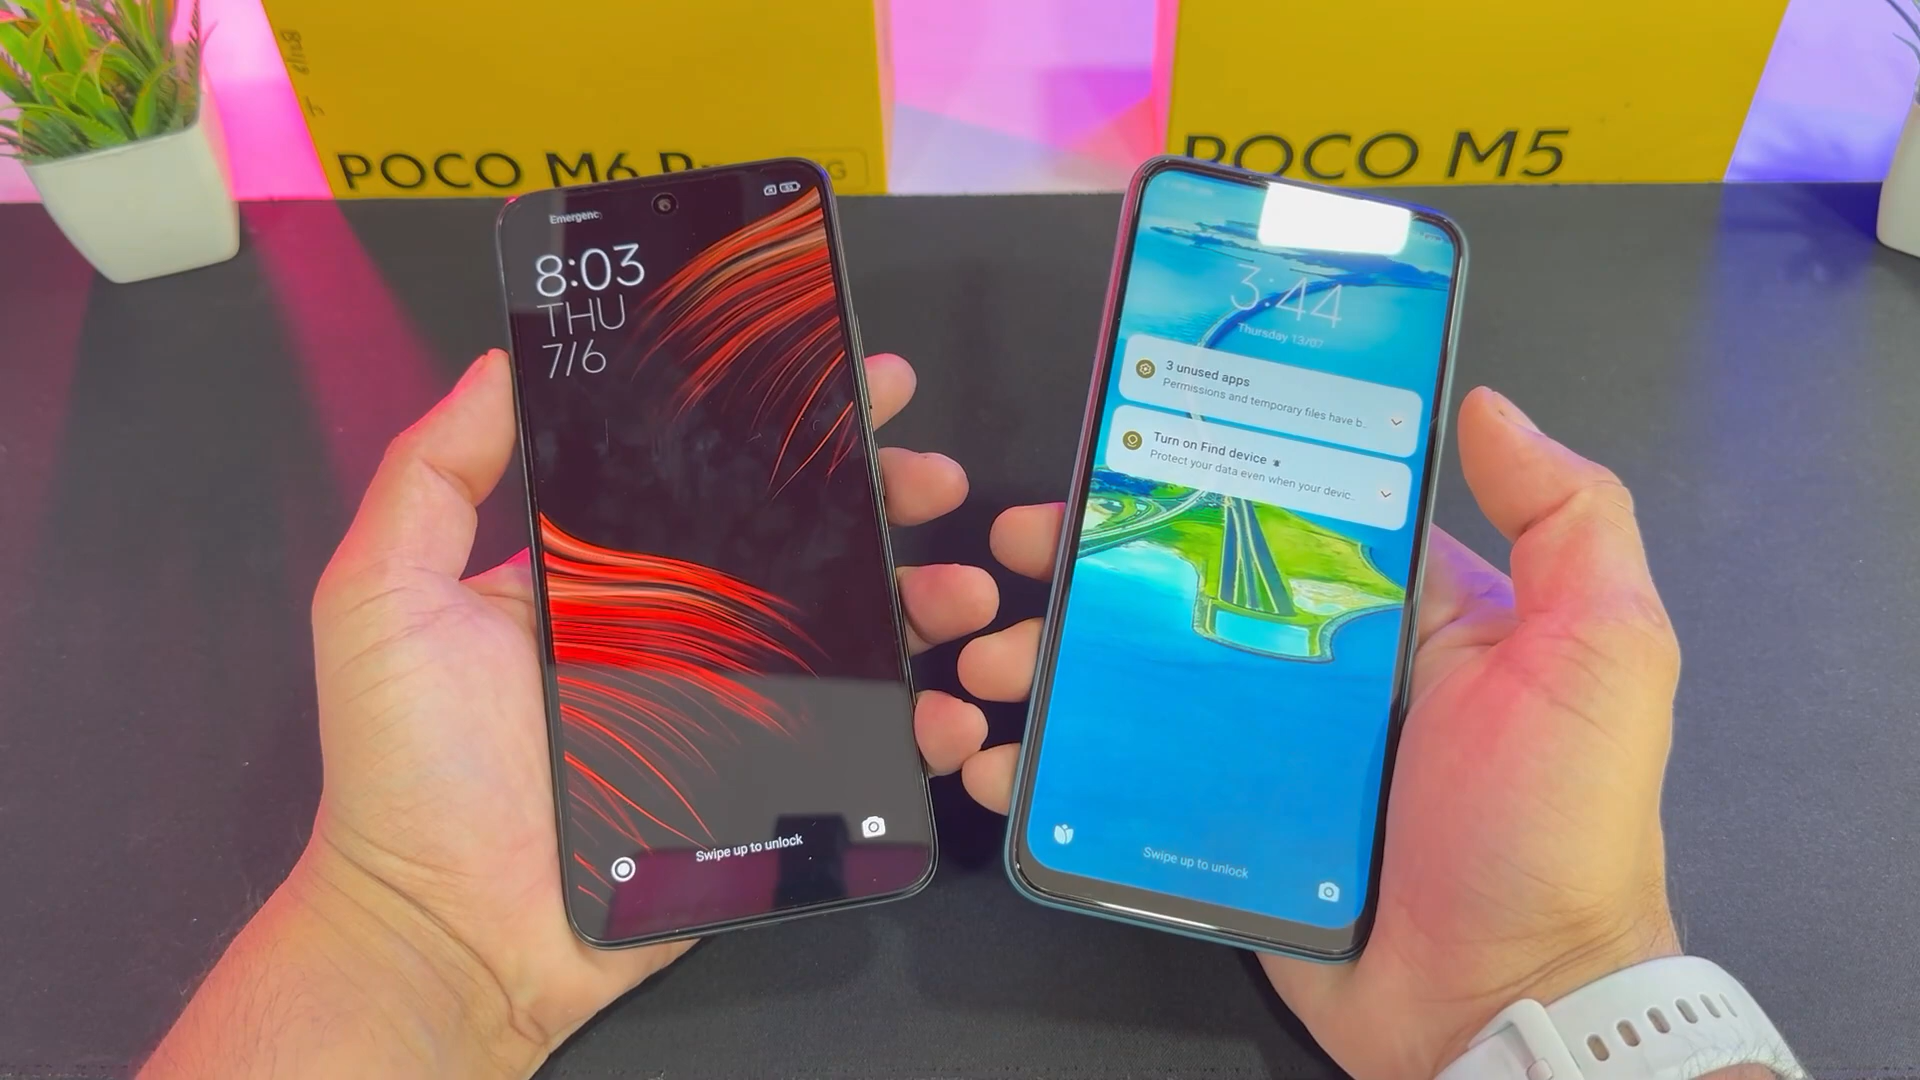 POCO M6 Pr
G
POCO M5
Emergenc
8:03
THU
7/6
Swipe up to unlock
3:44
Thursday 13/07
3 unused apps
Permissions and temporary files have b..
Turn on Find device
Protect your data even when your devic..
Swipe up to unlock